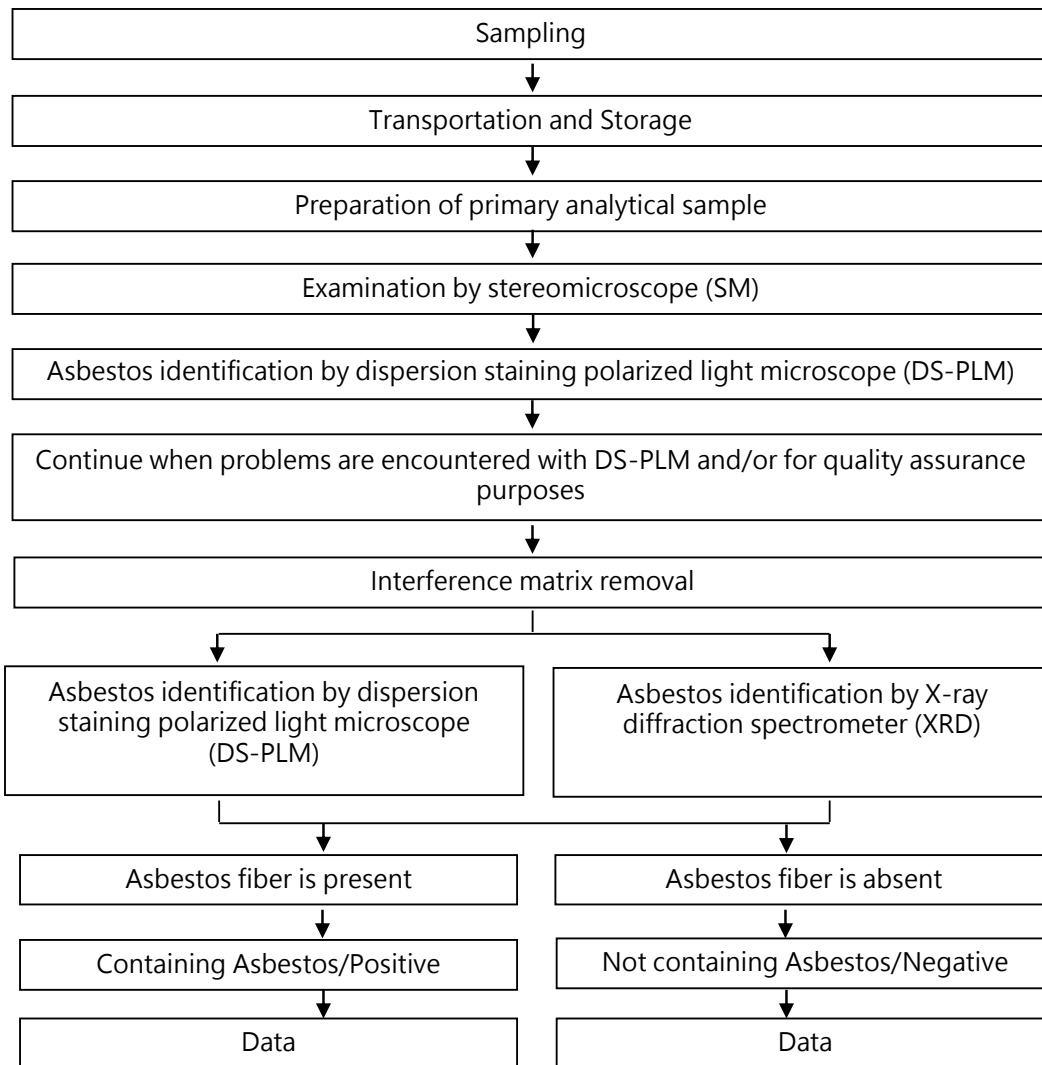 Sampling
Transportation and Storage
Preparation of primary analytical sample
Examination by stereomicroscope (SM)
Asbestos identification by dispersion staining polarized light microscope (DS-PLM)
Continue when problems are encountered with DS-PLM and/or for quality assurance
purposes
Interference matrix removal
Asbestos identification by dispersion
staining polarized light microscope
(DS-PLM)
Asbestos identification by X-ray
diffraction spectrometer (XRD)
Asbestos fiber is present
Asbestos fiber is absent
Containing Asbestos/Positive
Not containing Asbestos/Negative
Data
Data